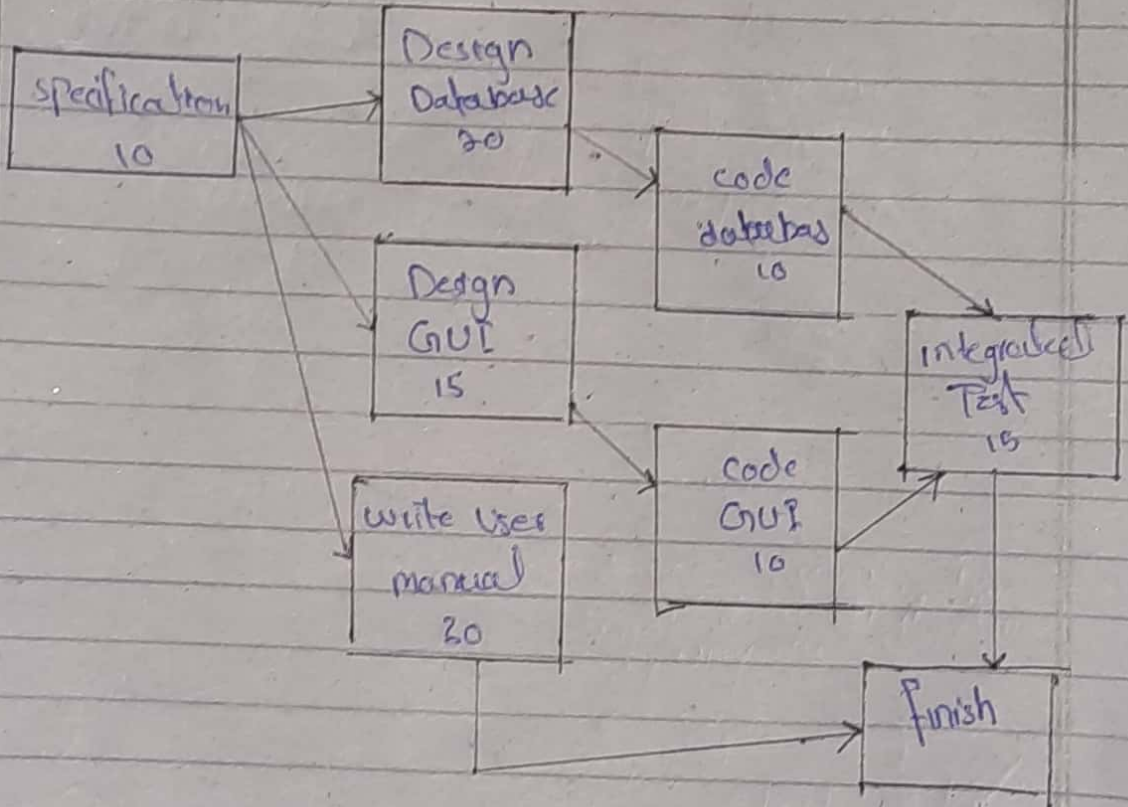 Specification
10
Design
Database
20
Design
GUI
15
Write User
manual
20
code
databas
10
Code
GUI
10
integrated
Test
15
finish